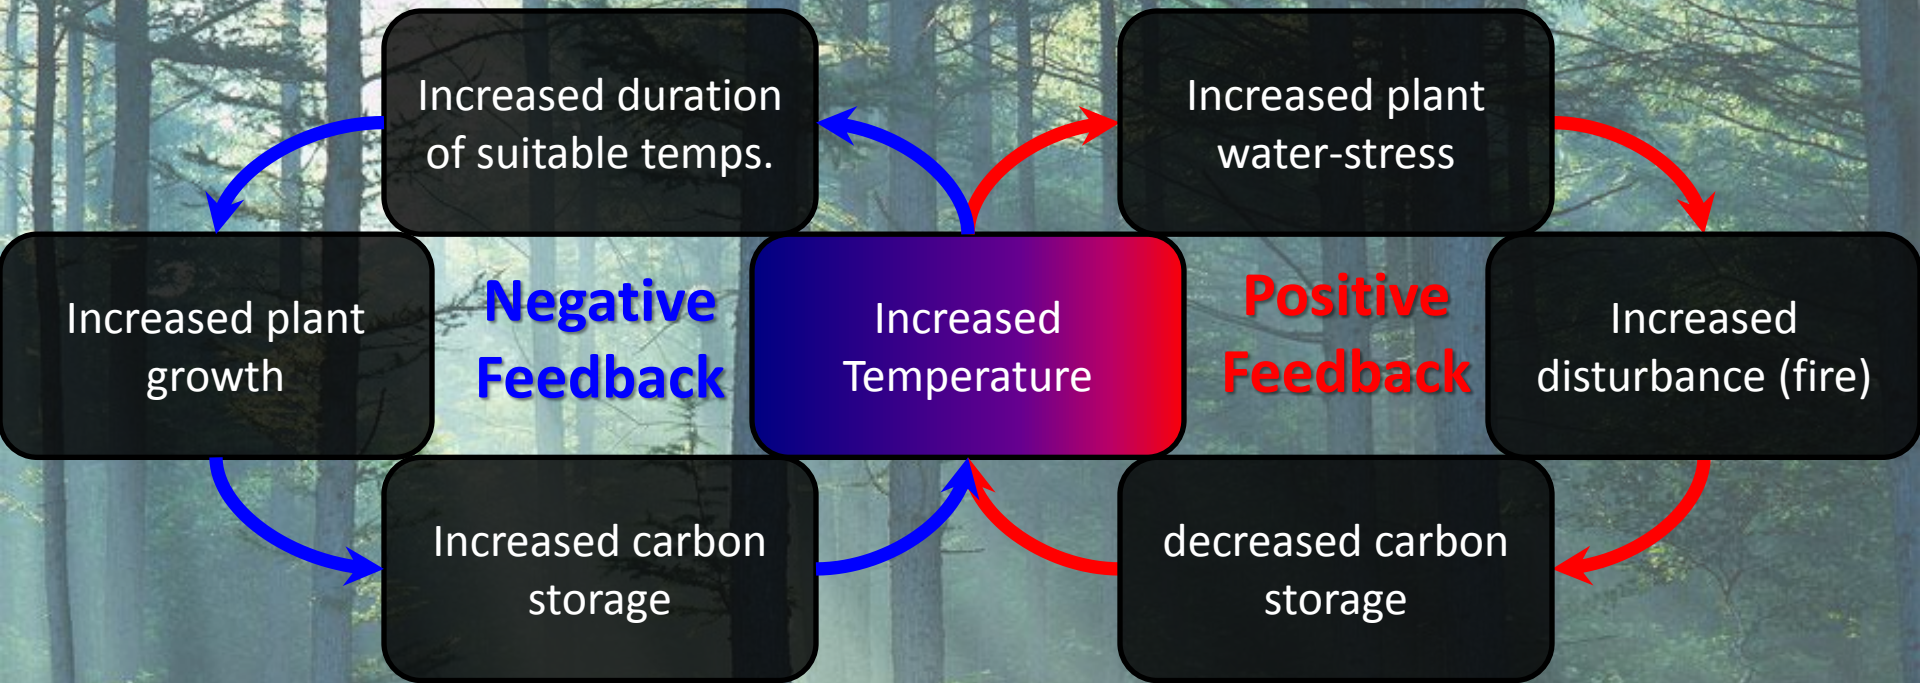 Increased duration
of suitable temps.
Increased plant
water-stress
Increased plant
growth
Negative
Feedback
Increased
Temperature
Positive
Feedback
Increased
disturbance (fire)
Increased carbon
storage
decreased carbon
storage